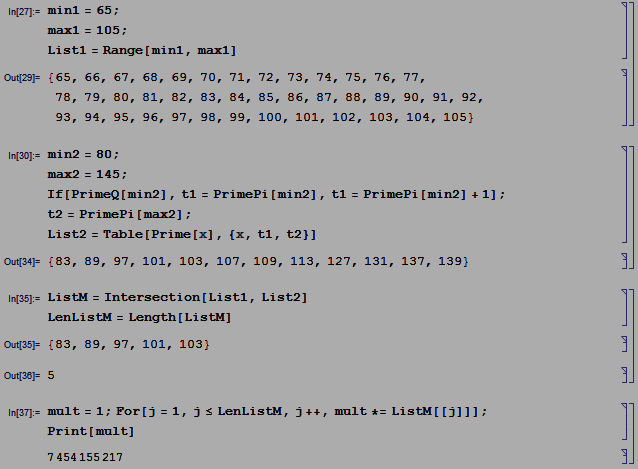 In[27]:= min1 = 65;
max1 = 105;
List1 = Range[min1, max1]
Out[29]= {65, 66, 67, 68, 69, 70, 71, 72, 73, 74, 75, 76, 77,
78, 79, 80, 81, 82, 83, 84, 85, 86, 87, 88, 89, 90, 91, 92,
93, 94, 95, 96, 97, 98, 99, 100, 101, 102, 103, 104, 105}
In[30]:= min2 = 80;
max2 = 145;
If[PrimeQ[min2], t1 = PrimePi[min2], t1 = PrimePi[min2] + 1];
t2 = PrimePi[max2];
List2 = Table[Prime[x], {x, t1, t2}]
Out[34]= {83, 89, 97, 101, 103, 107, 109, 113, 127, 131, 137, 139}
In[35]:= ListM = Intersection[List1, List2]
LenListM = Length[ListM]
Out[35]= {83, 89, 97, 101, 103}
Out[36]= 5
In[37]:= mult = 1; For[j = 1, j ≤ LenListM, j++, mult *= ListM[[j]]];
Print[mult]
7 454 155 217